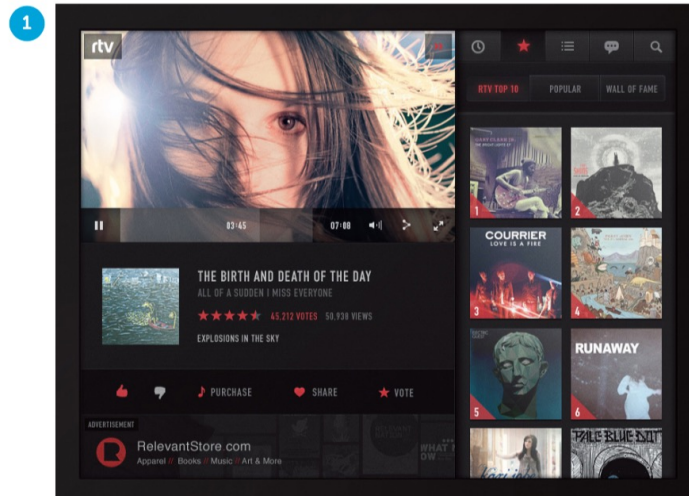 1
rtv
RTV TOP 10
POPULAR
WALL OF FAME
03:45
07:08
THE BIRTH AND DEATH OF THE DAY
ALL OF A SUDDEN I MISS EVERYONE
45.212 VOTES 50.938 VIEWS
EXPLOSIONS IN THE SKY
PURCHASE
SHARE
VOTE
ADVERTISEMENT
RelevantStore.com
Apparel // Books // Music // Art & More
GARY CLARK JR.
1
2
COURRIER
LOVE IS A FIRE
3
4
5
RUNAWAY
6
PALE BLUE DOT